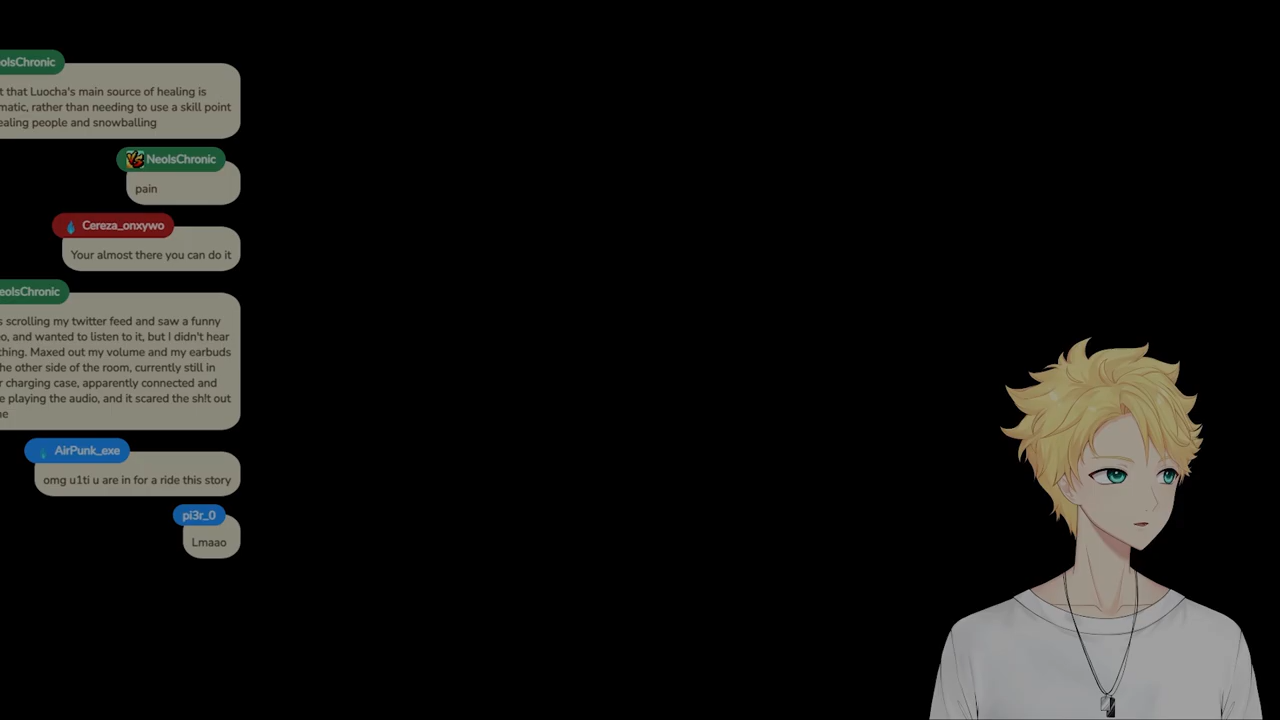 oIsChronic
t that Luocha's main source of healing is
matic, rather than needing to use a skill point
ealing people and snowballing
NeoIsChronic
pain
Cereza_onxywo
Your almost there you can do it
eoIsChronic
s scrolling my twitter feed and saw a funny
o, and wanted to listen to it, but I didn't hear
thing. Maxed out my volume and my earbuds
he other side of the room, currently still in
r charging case, apparently connected and
e playing the audio, and it scared the sh!t out
e
AirPunk_exe
omg u1ti u are in for a ride this story
pi3r_0
Lmaao